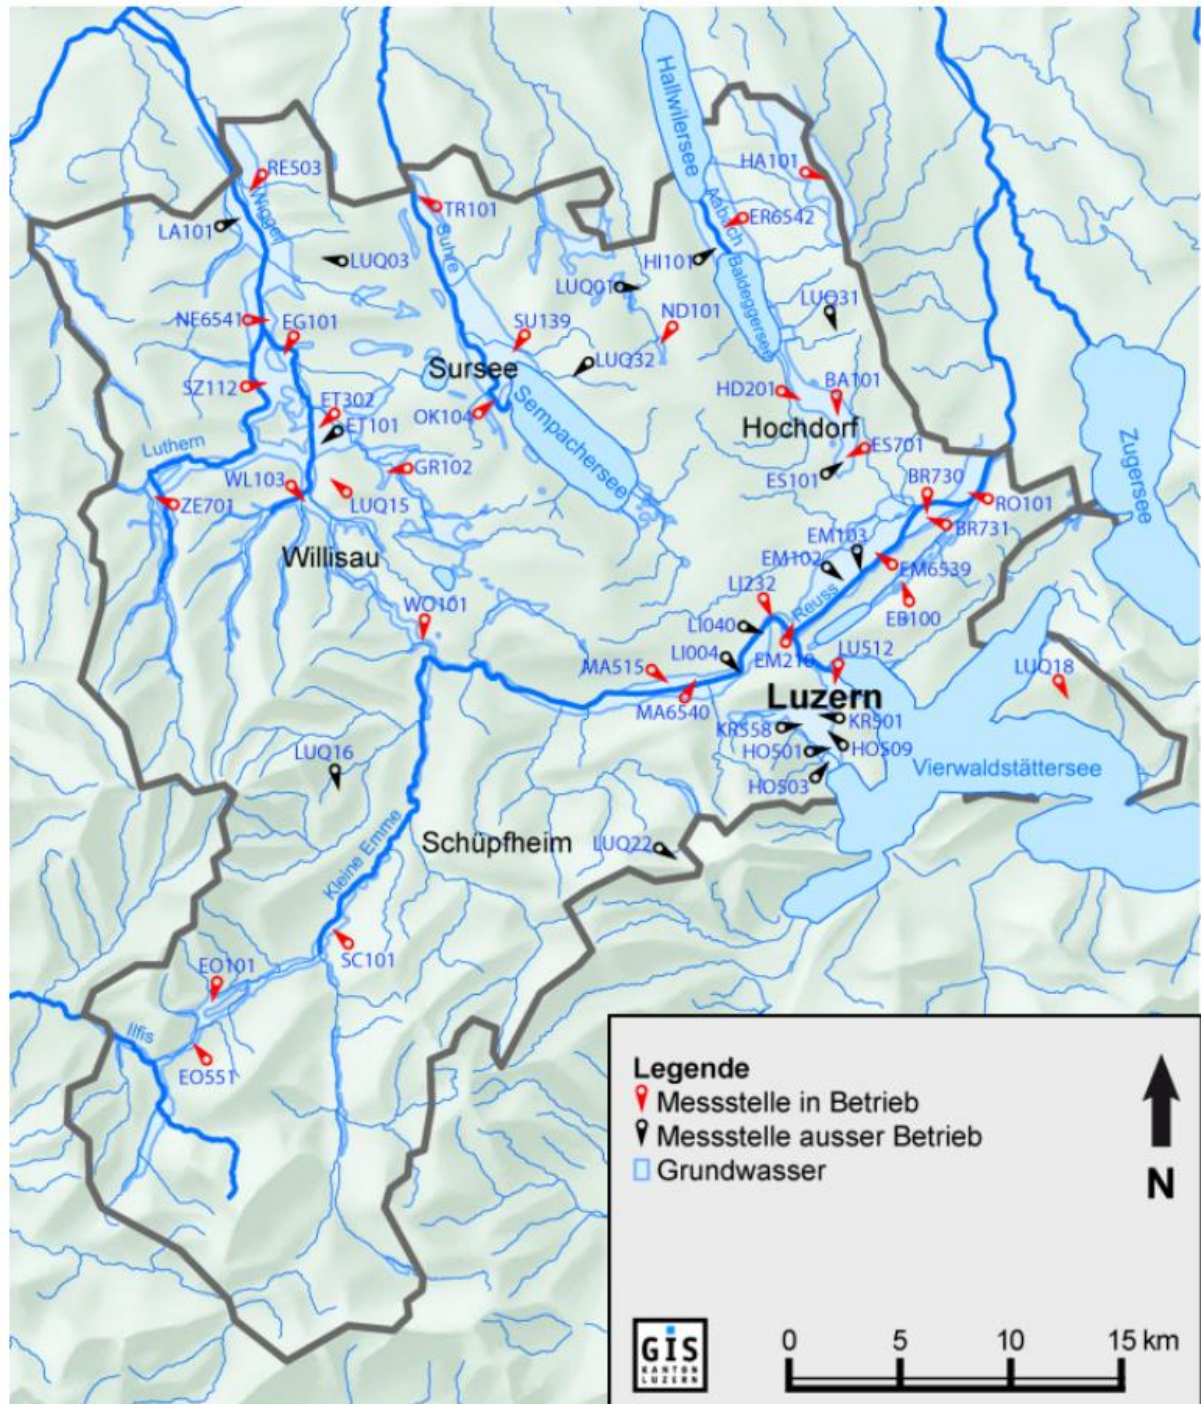 Hallwilersee
HA101
RE503
Wigger
TR101
Aabach
ER6542
LA101
Suhre
LUQ03
HI101
Baldeggersee
LUQ01
LUQ31
ND101
NE6541
EG101
SU139
Sursee
LUQ32
SZ112
HD201
BA101
ET302
OK104
Sempachersee
Hochdorf
ET101
Luthern
ES701
Zugersee
GR102
WL103
ES101
BR730
LUQ15
RO101
ZE701
BR731
EM103
Willisau
EM102
EM6539
LI232
Reuss
WO101
EB100
LI040
LI004
EM210
LU512
MA515
LUQ18
Luzern
MA6540
KR558
KR501
HO501
HO509
LUQ16
Vierwaldstättersee
HO503
Schüpfheim
LUQ22
Kleine Emme
SC101
EO101
Ilfis
EO551
Legende
Messstelle in Betrieb
Messstelle ausser Betrieb
Grundwasser
N
GIS
KANTON
LUZERN
0 5 10 15 km